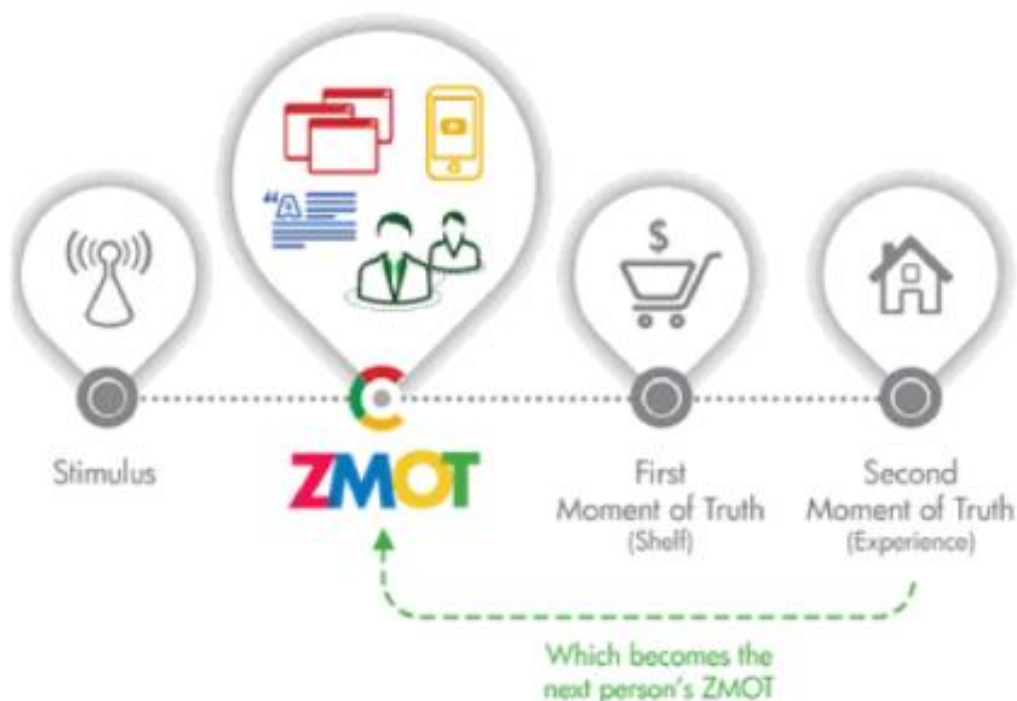 “A
$
Stimulus
ZMOT
First
Moment of Truth
(Shelf)
Second
Moment of Truth
(Experience)
Which becomes the
next person's ZMOT